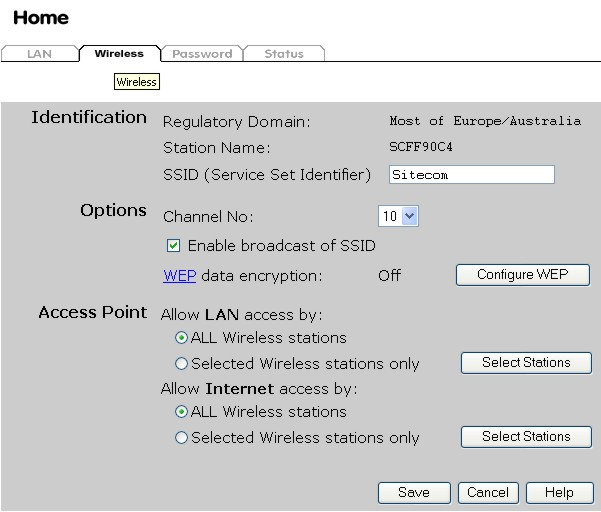 Home
LAN Wireless Password Status
Wireless
Identification Regulatory Domain: Most of Europe/Australia
Station Name: SCFF90C4
SSID (Service Set Identifier) Sitecom
Options Channel No: 10
Enable broadcast of SSID
WEP data encryption: Off Configure WEP
Access Point Allow LAN access by:
ALL Wireless stations
Selected Wireless stations only Select Stations
Allow Internet access by:
ALL Wireless stations
Selected Wireless stations only Select Stations
Save Cancel Help